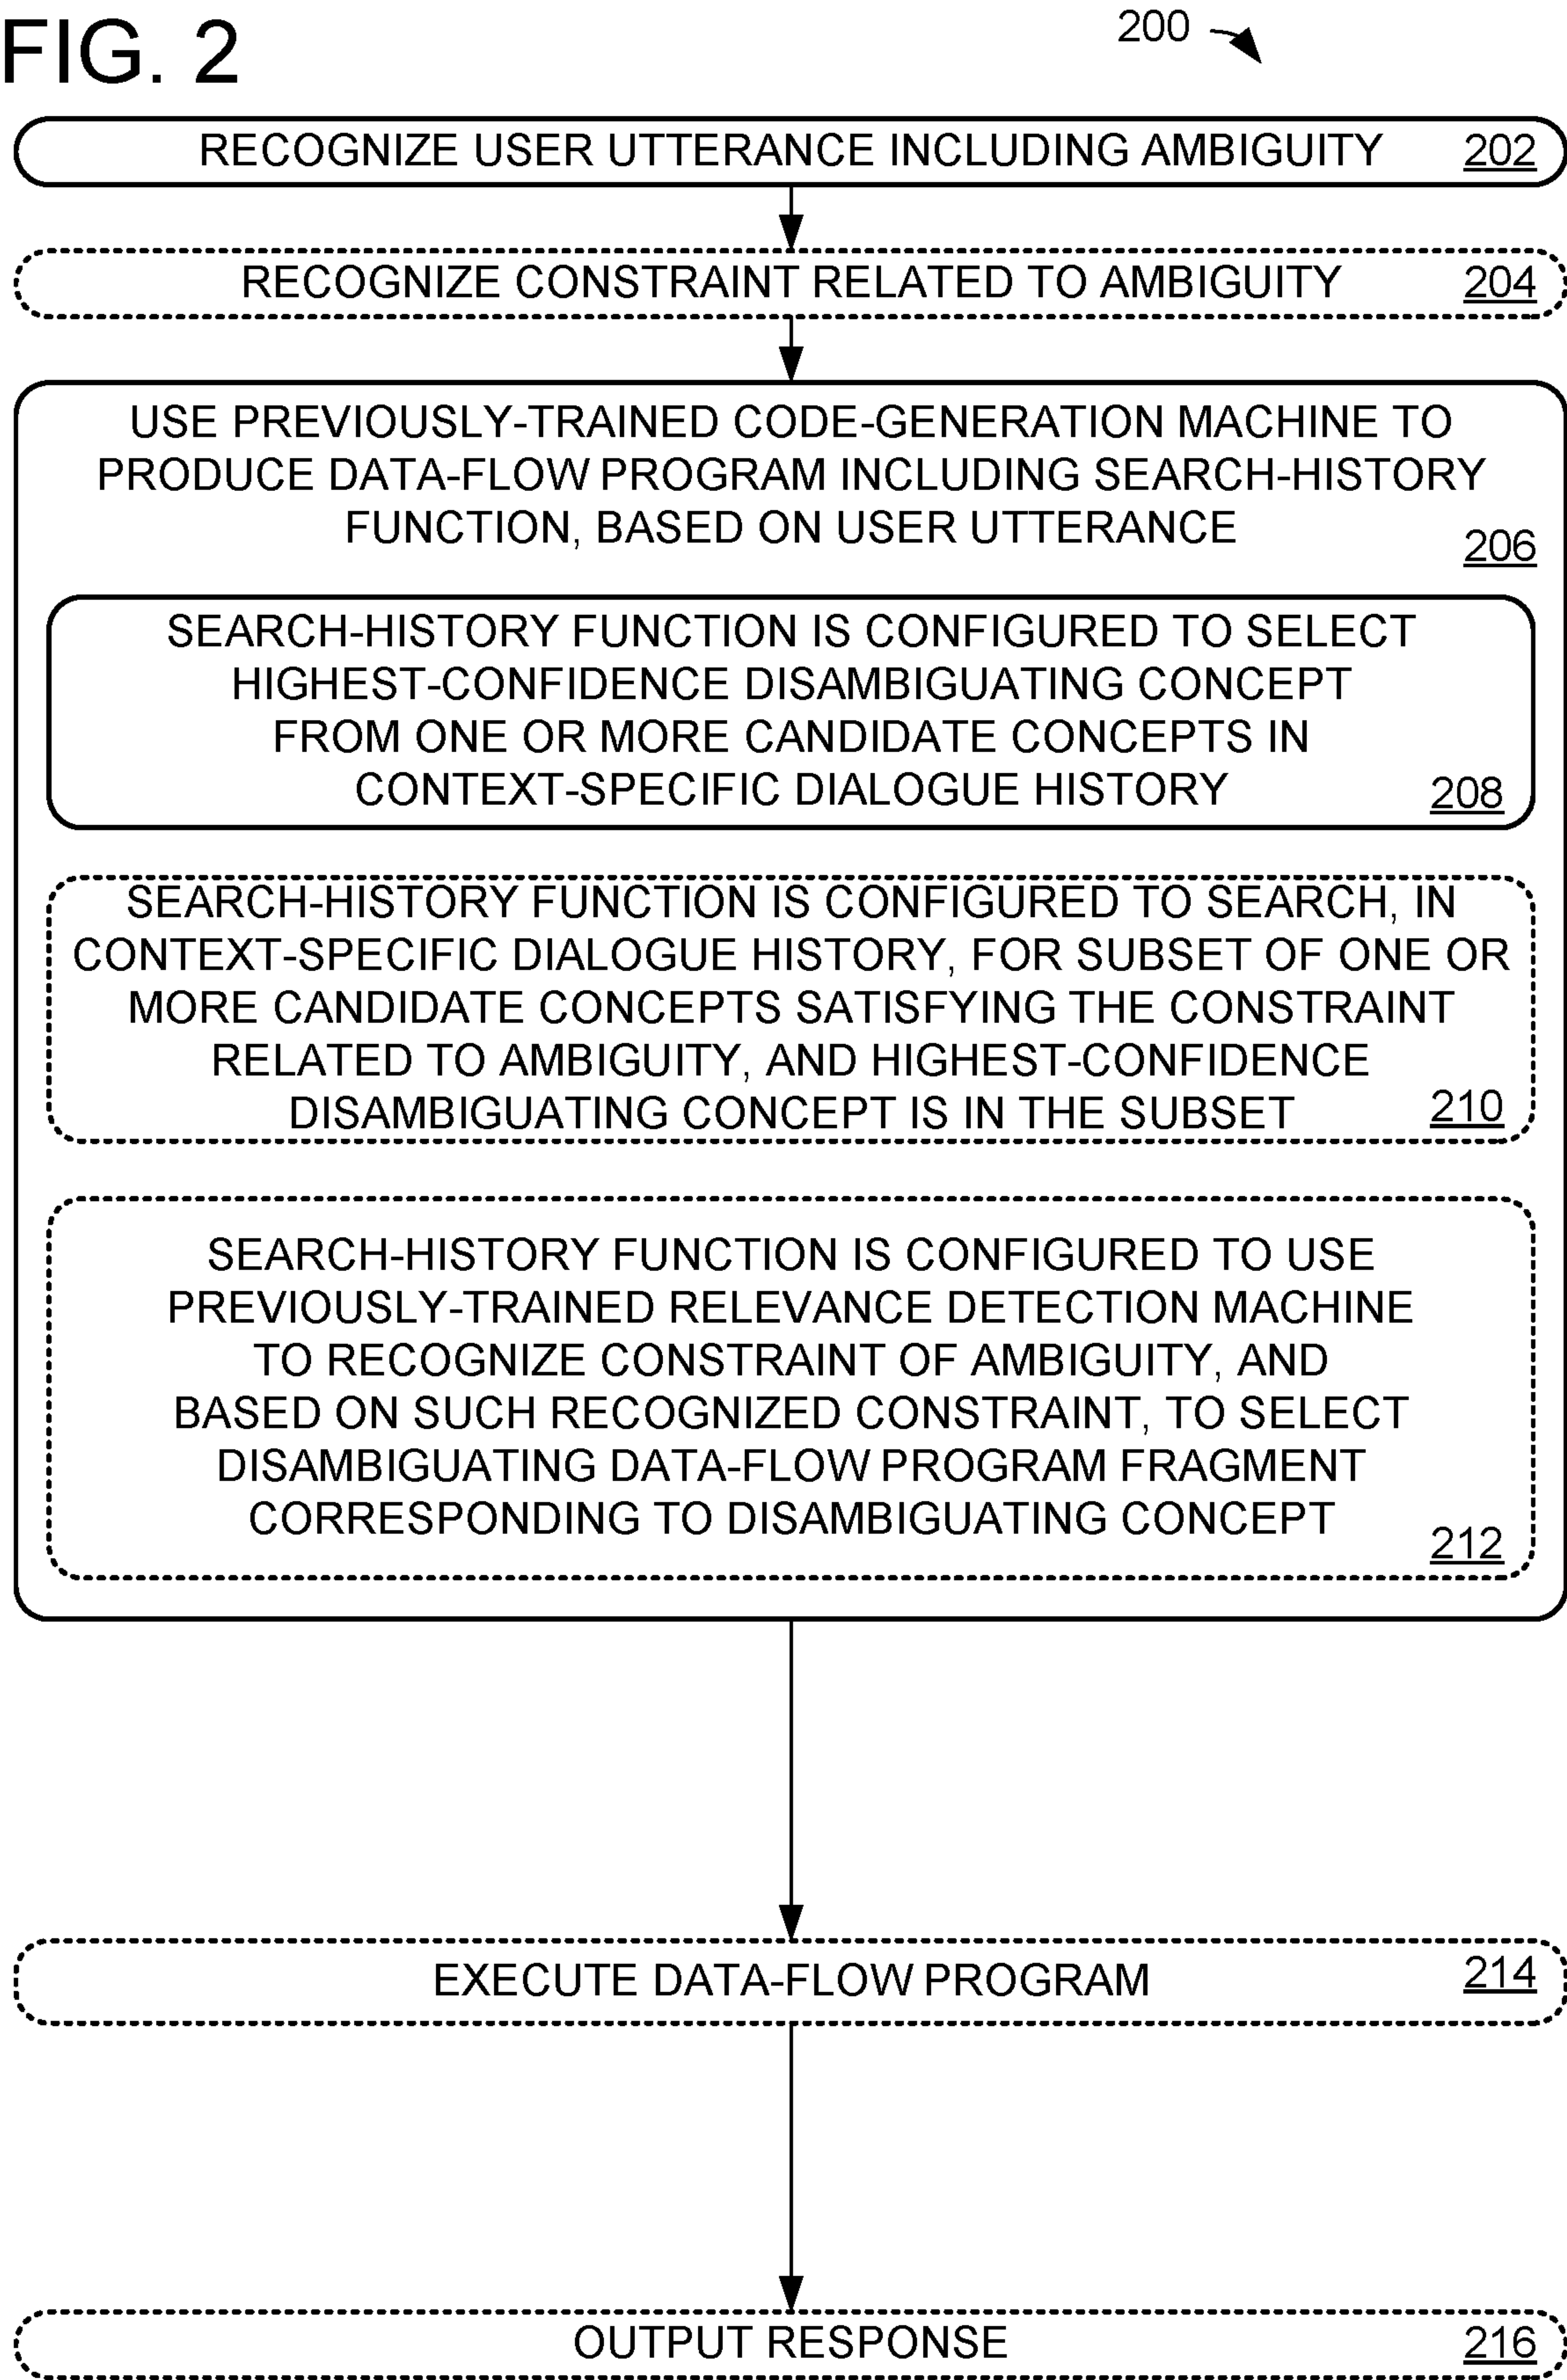 FIG. 2
200
RECOGNIZE USER UTTERANCE INCLUDING AMBIGUITY 202
RECOGNIZE CONSTRAINT RELATED TO AMBIGUITY 204
USE PREVIOUSLY-TRAINED CODE-GENERATION MACHINE TO
PRODUCE DATA-FLOW PROGRAM INCLUDING SEARCH-HISTORY
FUNCTION, BASED ON USER UTTERANCE
206
SEARCH-HISTORY FUNCTION IS CONFIGURED TO SELECT
HIGHEST-CONFIDENCE DISAMBIGUATING CONCEPT
FROM ONE OR MORE CANDIDATE CONCEPTS IN
CONTEXT-SPECIFIC DIALOGUE HISTORY 208
SEARCH-HISTORY FUNCTION IS CONFIGURED TO SEARCH, IN
CONTEXT-SPECIFIC DIALOGUE HISTORY, FOR SUBSET OF ONE OR
MORE CANDIDATE CONCEPTS SATISFYING THE CONSTRAINT
RELATED TO AMBIGUITY, AND HIGHEST-CONFIDENCE
DISAMBIGUATING CONCEPT IS IN THE SUBSET 210
SEARCH-HISTORY FUNCTION IS CONFIGURED TO USE
PREVIOUSLY-TRAINED RELEVANCE DETECTION MACHINE
TO RECOGNIZE CONSTRAINT OF AMBIGUITY, AND
BASED ON SUCH RECOGNIZED CONSTRAINT, TO SELECT
DISAMBIGUATING DATA-FLOW PROGRAM FRAGMENT
CORRESPONDING TO DISAMBIGUATING CONCEPT
212
EXECUTE DATA-FLOW PROGRAM 214
OUTPUT RESPONSE 216